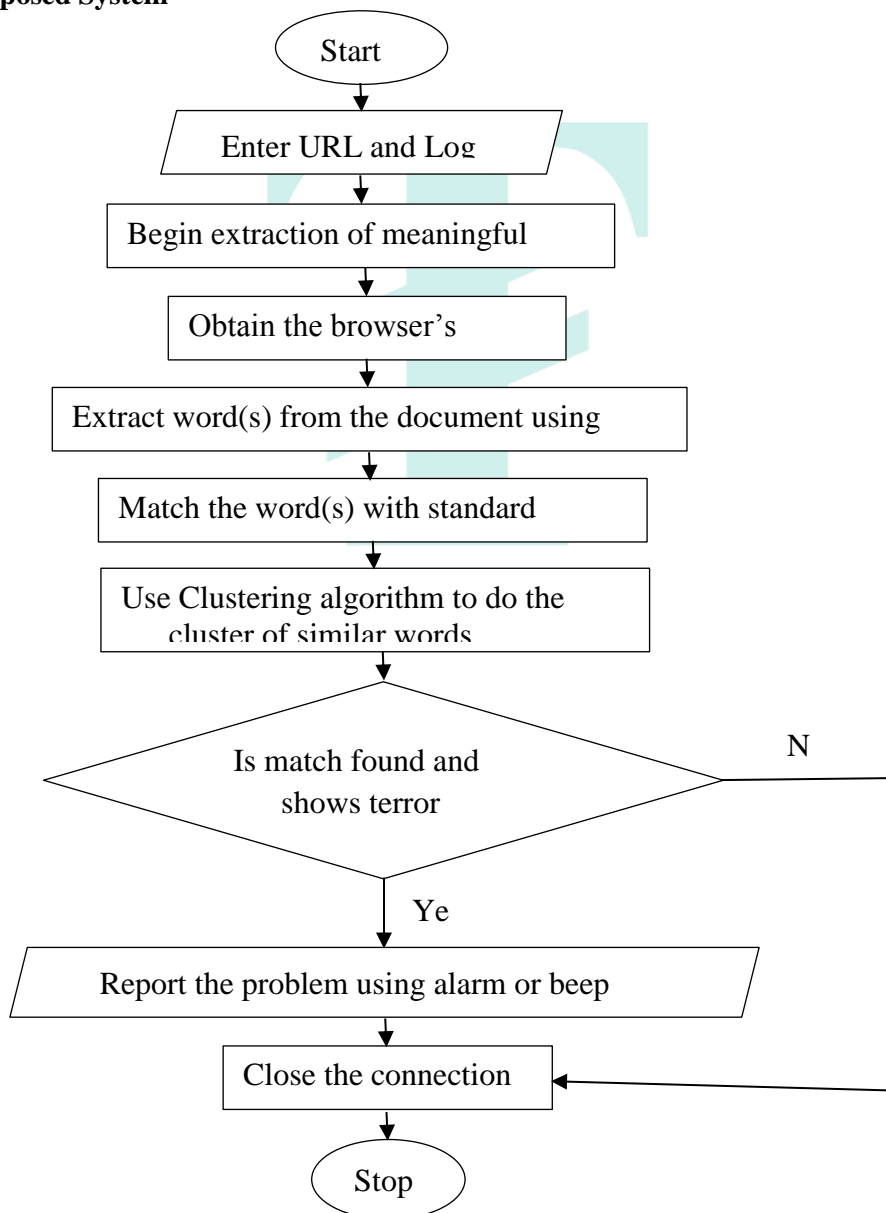 posed System
Start
Enter URL and Log
Begin extraction of meaningful
Obtain the browser’s
Extract word(s) from the document using
Match the word(s) with standard
Use Clustering algorithm to do the
cluster of similar words
Is match found and
shows terror
N
Ye
Report the problem using alarm or beep
Close the connection
Stop